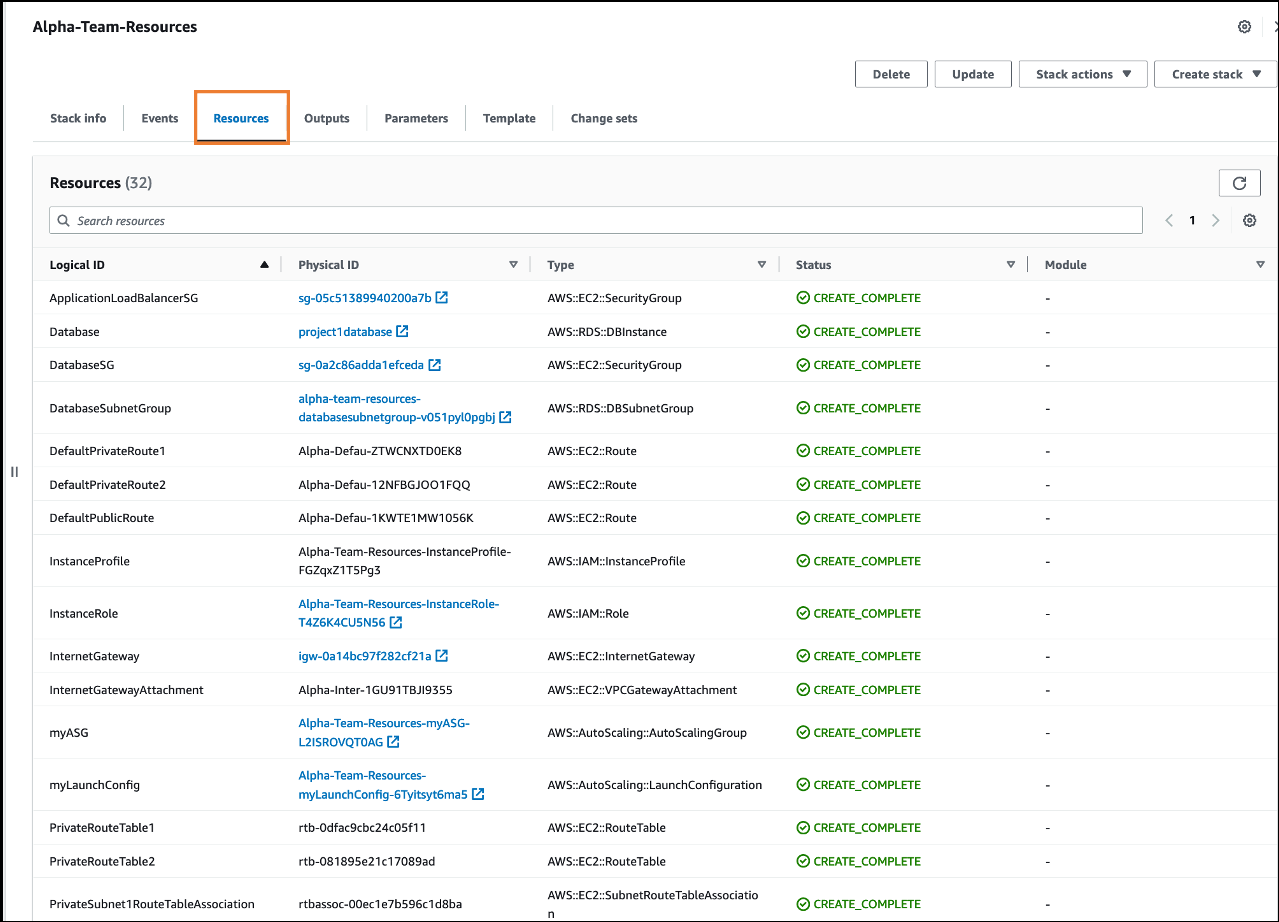 Alpha-Team-Resources
Delete
Update
Stack actions
Create stack
Stack info
Events
Resources
Outputs
Parameters
Template
Change sets
Resources (32)
Search resources
1
Logical ID
Physical ID
Type
Status
Module
ApplicationLoadBalancerSG
sg-05c51389940200a7b
AWS::EC2::SecurityGroup
CREATE_COMPLETE
-
Database
project1database
AWS::RDS::DBInstance
CREATE_COMPLETE
-
DatabaseSG
sg-0a2c86adda1efceda
AWS::EC2::SecurityGroup
CREATE_COMPLETE
-
DatabaseSubnetGroup
alpha-team-resources-
databasesubnetgroup-v051pyl0pgbj
AWS::RDS::DBSubnetGroup
CREATE_COMPLETE
-
DefaultPrivateRoute1
Alpha-Defau-ZTWCNXTD0EK8
AWS::EC2::Route
CREATE_COMPLETE
-
DefaultPrivateRoute2
Alpha-Defau-12NFBGJOO1FQQ
AWS::EC2::Route
CREATE_COMPLETE
-
DefaultPublicRoute
Alpha-Defau-1KWTE1MW1056K
AWS::EC2::Route
CREATE_COMPLETE
-
InstanceProfile
Alpha-Team-Resources-InstanceProfile-
FGZqxZ1T5Pg3
AWS::IAM::InstanceProfile
CREATE_COMPLETE
-
InstanceRole
Alpha-Team-Resources-InstanceRole-
T4Z6K4CU5N56
AWS::IAM::Role
CREATE_COMPLETE
-
InternetGateway
igw-0a14bc97f282cf21a
AWS::EC2::InternetGateway
CREATE_COMPLETE
-
InternetGatewayAttachment
Alpha-Inter-1GU91TBJI9355
AWS::EC2::VPCGatewayAttachment
CREATE_COMPLETE
-
myASG
Alpha-Team-Resources-myASG-
L2ISROVQT0AG
AWS::AutoScaling::AutoScalingGroup
CREATE_COMPLETE
-
myLaunchConfig
Alpha-Team-Resources-
myLaunchConfig-6Tyitsyt6ma5
AWS::AutoScaling::LaunchConfiguration
CREATE_COMPLETE
-
PrivateRouteTable1
rtb-0dfac9cbc24c05f11
AWS::EC2::RouteTable
CREATE_COMPLETE
-
PrivateRouteTable2
rtb-081895e21c17089ad
AWS::EC2::RouteTable
CREATE_COMPLETE
-
PrivateSubnet1RouteTableAssociation
rtbassoc-00ec1e7b596c1d8ba
AWS::EC2::SubnetRouteTableAssociatio
n
CREATE_COMPLETE
-